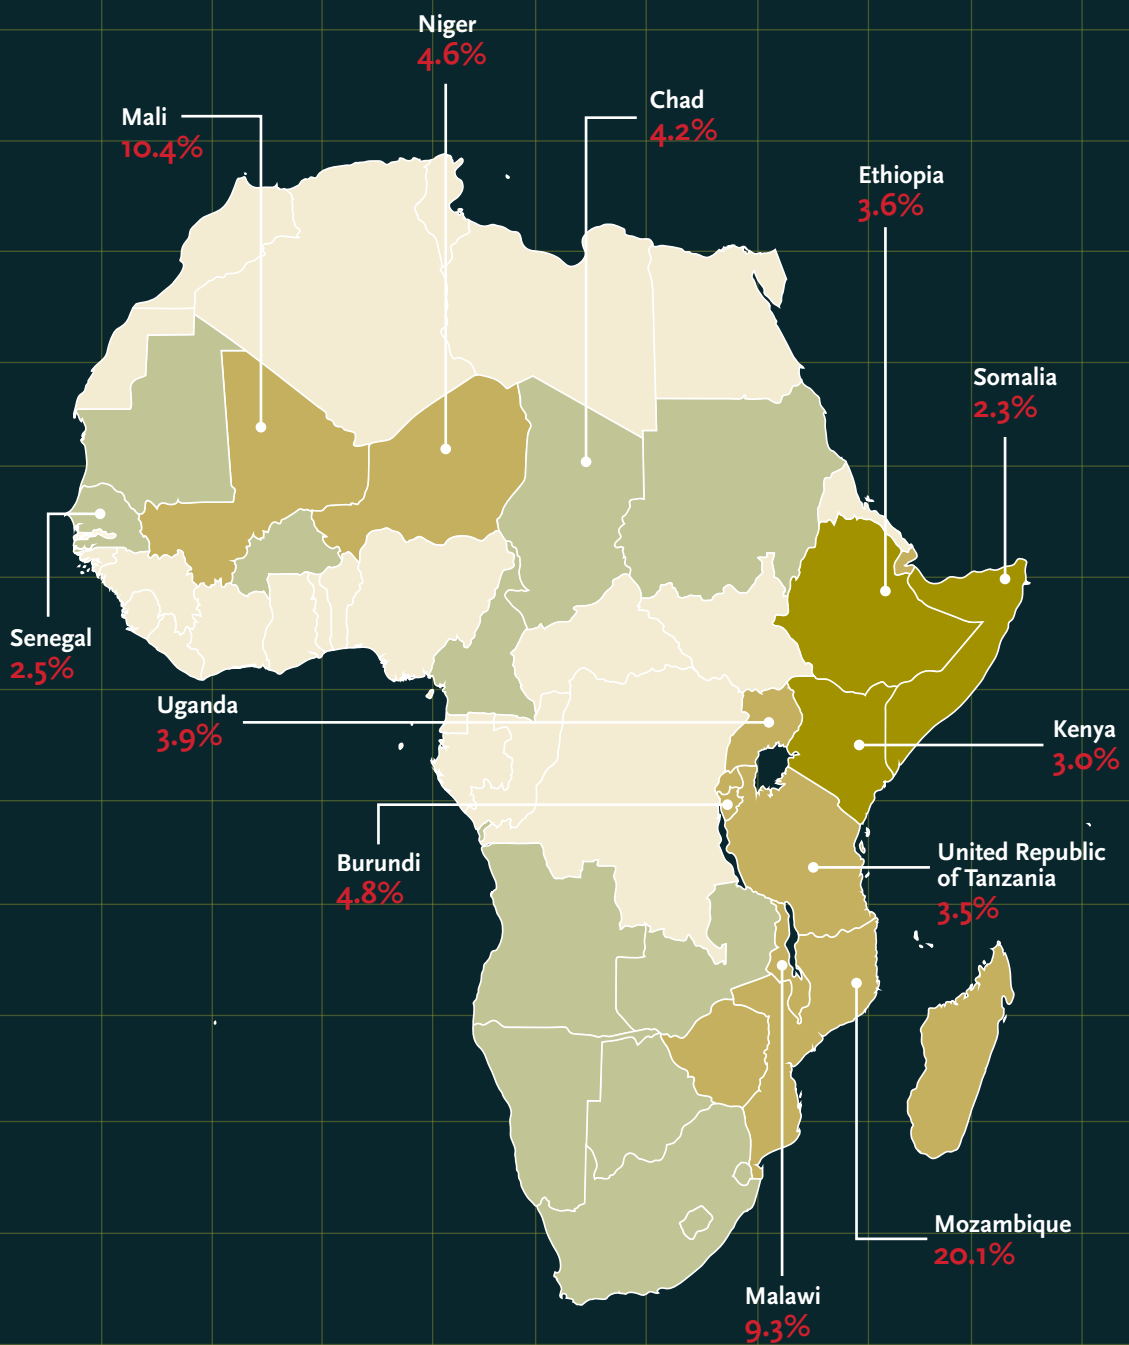 Niger
4.6%
Mali
10.4%
Chad
4.2%
Ethiopia
3.6%
Somalia
2.3%
Senegal
2.5%
Uganda
3.9%
Kenya
3.0%
Burundi
4.8%
United Republic
of Tanzania
3.5%
Mozambique
20.1%
Malawi
9.3%